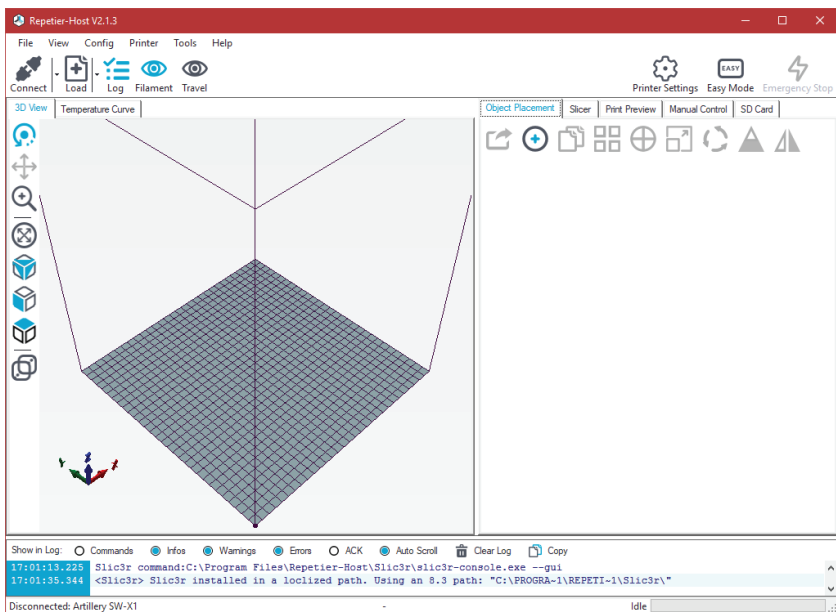 Repetier-Host V2.1.3
File View Config Printer Tools Help
Connect Load Log Filament Travel Printer Settings Easy Mode Emergency Stop
EASY
3D View Temperature Curve Object Placement Slicer Print Preview Manual Control SD Card
Y Z X
Show in Log: Commands Infos Warnings Errors ACK Auto Scroll Clear Log Copy
17:01:13.225 Slic3r command:C:\Program Files\Repetier-Host\Slic3r\slic3r-console.exe --gui
17:01:35.344 <Slic3r> Slic3r installed in a loclized path. Using an 8.3 path: "C:\PROGRA~1\REPETI~1\Slic3r\"
Disconnected: Artillery SW-X1 - Idle